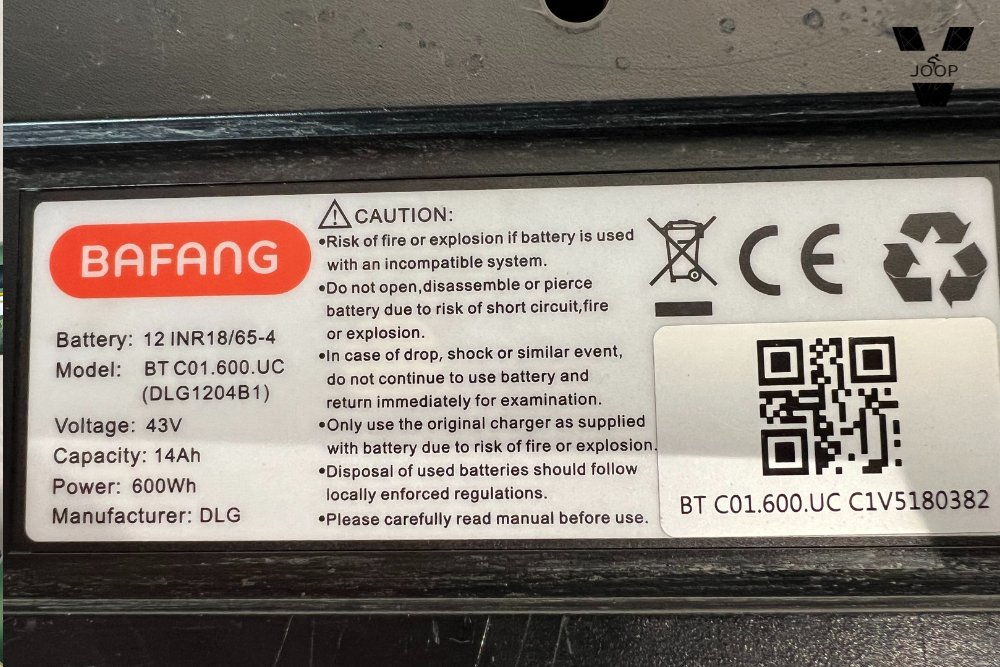 JOOP
BAFANG
Battery: 12 INR18/65-4
Model: BT C01.600.UC
(DLG1204B1)
Voltage: 43V
Capacity: 14Ah
Power: 600Wh
Manufacturer: DLG
CAUTION:
•Risk of fire or explosion if battery is used
with an incompatible system.
•Do not open,disassemble or pierce
battery due to risk of short circuit,fire
or explosion.
•In case of drop, shock or similar event,
do not continue to use battery and
return immediately for examination.
•Only use the original charger as supplied
with battery due to risk of fire or explosion.
•Disposal of used batteries should follow
locally enforced regulations.
•Please carefully read manual before use.
CE
BT C01.600.UC C1V5180382